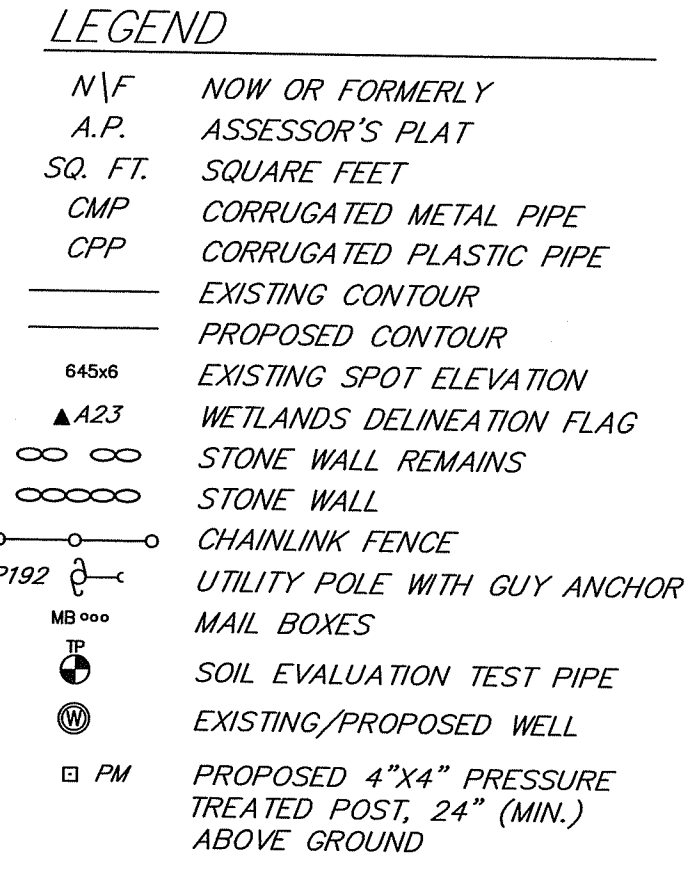 LEGEND
N\F NOW OR FORMERLY
A.P. ASSESSOR'S PLAT
SQ. FT. SQUARE FEET
CMP CORRUGATED METAL PIPE
CPP CORRUGATED PLASTIC PIPE
EXISTING CONTOUR
PROPOSED CONTOUR
645x6 EXISTING SPOT ELEVATION
▲A23 WETLANDS DELINEATION FLAG
STONE WALL REMAINS
STONE WALL
CHAINLINK FENCE
P192 UTILITY POLE WITH GUY ANCHOR
MB MAIL BOXES
TP
SOIL EVALUATION TEST PIPE
W EXISTING/PROPOSED WELL
PM PROPOSED 4"X4" PRESSURE
TREATED POST, 24" (MIN.)
ABOVE GROUND